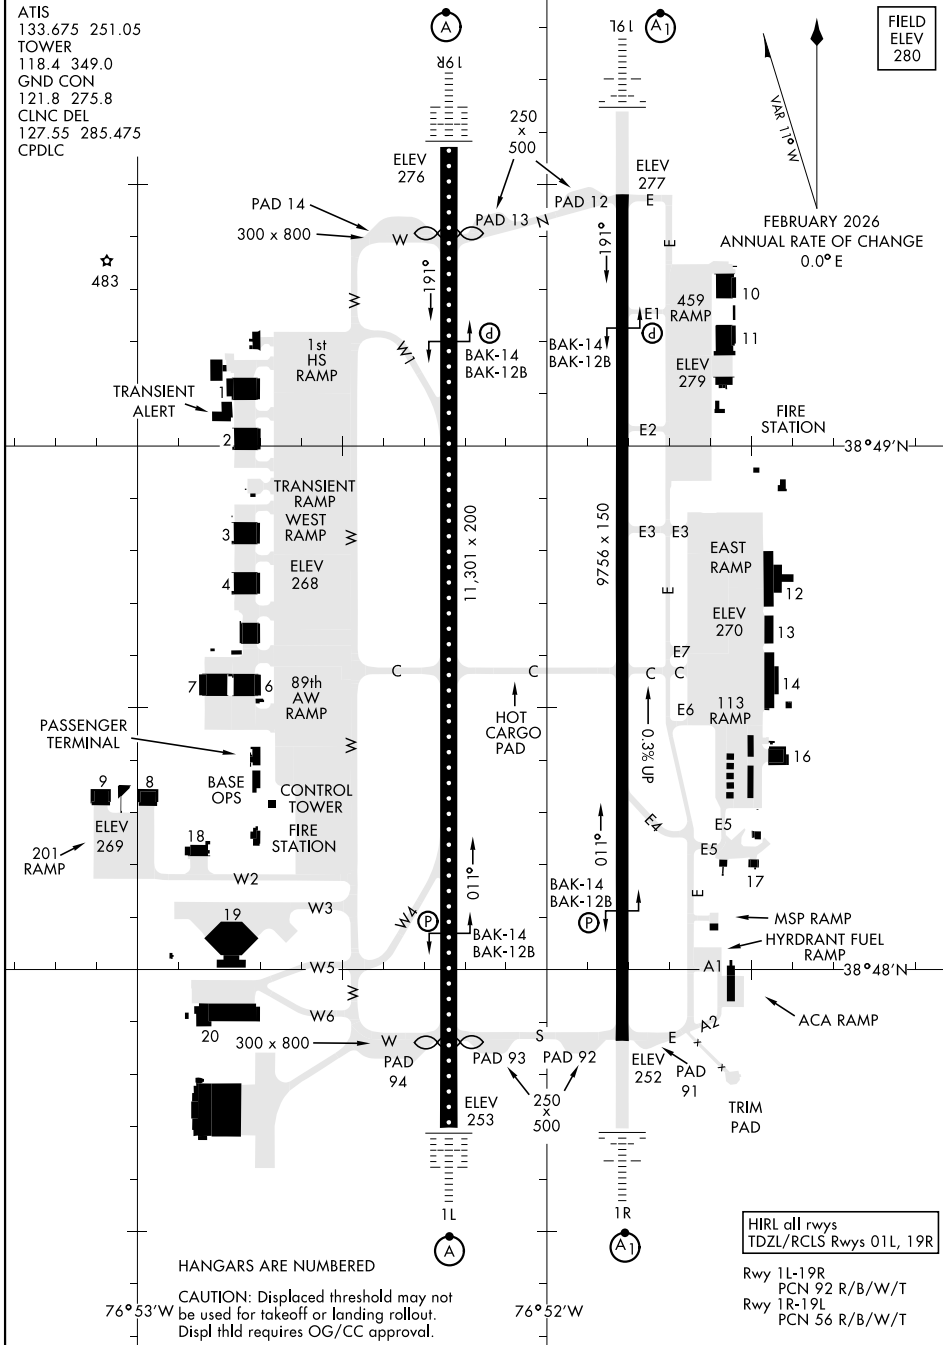 ATIS
133.675 251.05
TOWER
118.4 349.0
GND CON
121.8 275.8
CLNC DEL
127.55 285.475
CPDLC
A
19R
19L
A1
FIELD
ELEV
280
VAR 11° W
FEBRUARY 2026
ANNUAL RATE OF CHANGE
0.0° E
250
x
500
ELEV
276
ELEV
277
PAD 14
300 x 800
W
PAD 13
N
PAD 12
E
E
483
191°
191°
W
W1
P
BAK-14
BAK-12B
BAK-14
BAK-12B
P
E1
459
RAMP
ELEV
279
10
11
1st
HS
RAMP
TRANSIENT
ALERT
1
2
E2
FIRE
STATION
38°49'N
TRANSIENT
RAMP
WEST
RAMP
ELEV
268
3
4
W
11,301 x 200
9756 x 150
E3
E3
E
EAST
RAMP
ELEV
270
12
13
14
E7
C
C
C
C
7
6
89th
AW
RAMP
W
HOT
CARGO
PAD
0.3% UP
E6
113
RAMP
16
PASSENGER
TERMINAL
BASE
OPS
CONTROL
TOWER
FIRE
STATION
9
8
ELEV
269
201
RAMP
18
W2
011°
011°
E4
E5
E5
17
E
W3
W4
P
BAK-14
BAK-12B
BAK-14
BAK-12B
P
19
W5
W
W6
20
MSP RAMP
HYRDRANT FUEL
RAMP
A1
38°48'N
ACA RAMP
A2
300 x 800
W
PAD
94
PAD 93
S
PAD 92
E
ELEV
252
PAD
91
TRIM
PAD
ELEV
253
250
x
500
1L
A
1R
A1
HIRL all rwys
TDZL/RCLS Rwys 01L, 19R
Rwy 1L-19R
PCN 92 R/B/W/T
Rwy 1R-19L
PCN 56 R/B/W/T
HANGARS ARE NUMBERED
76°53'W
76°52'W
CAUTION: Displaced threshold may not
be used for takeoff or landing rollout.
Displ thld requires OG/CC approval.